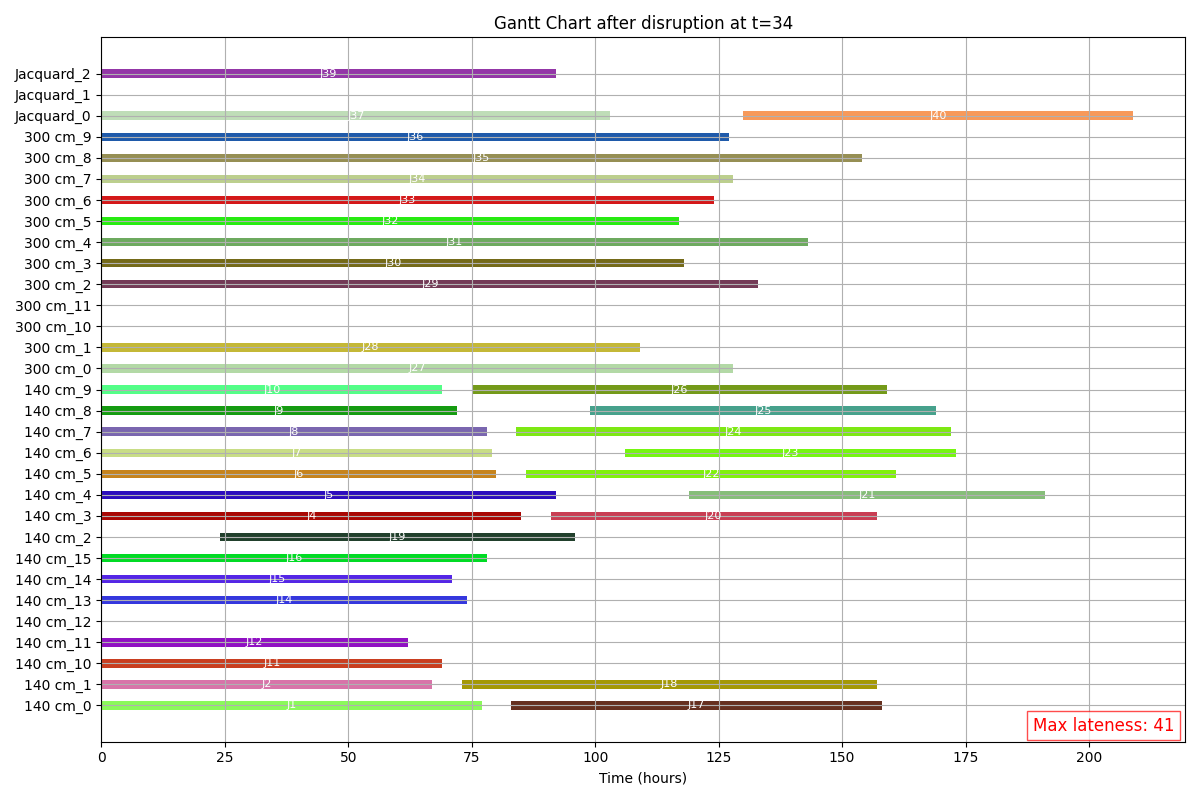 Gantt Chart after disruption at t=34
Jacquard_2
J39
Jacquard_1
Jacquard_0
J37
J40
300 cm_9
J36
300 cm_8
J35
300 cm_7
J34
300 cm_6
J33
300 cm_5
J32
300 cm_4
J31
300 cm_3
J30
300 cm_2
J29
300 cm_11
300 cm_10
300 cm_1
J28
300 cm_0
J27
140 cm_9
J10
J26
140 cm_8
J9
J25
140 cm_7
J8
J24
140 cm_6
J7
J23
140 cm_5
J6
J22
140 cm_4
J5
J21
140 cm_3
J4
J20
140 cm_2
J19
140 cm_15
J16
140 cm_14
J15
140 cm_13
J14
140 cm_12
140 cm_11
J12
140 cm_10
J11
140 cm_1
J2
J18
140 cm_0
J1
J17
Max lateness: 41
0 25 50 75 100 125 150 175 200
Time (hours)